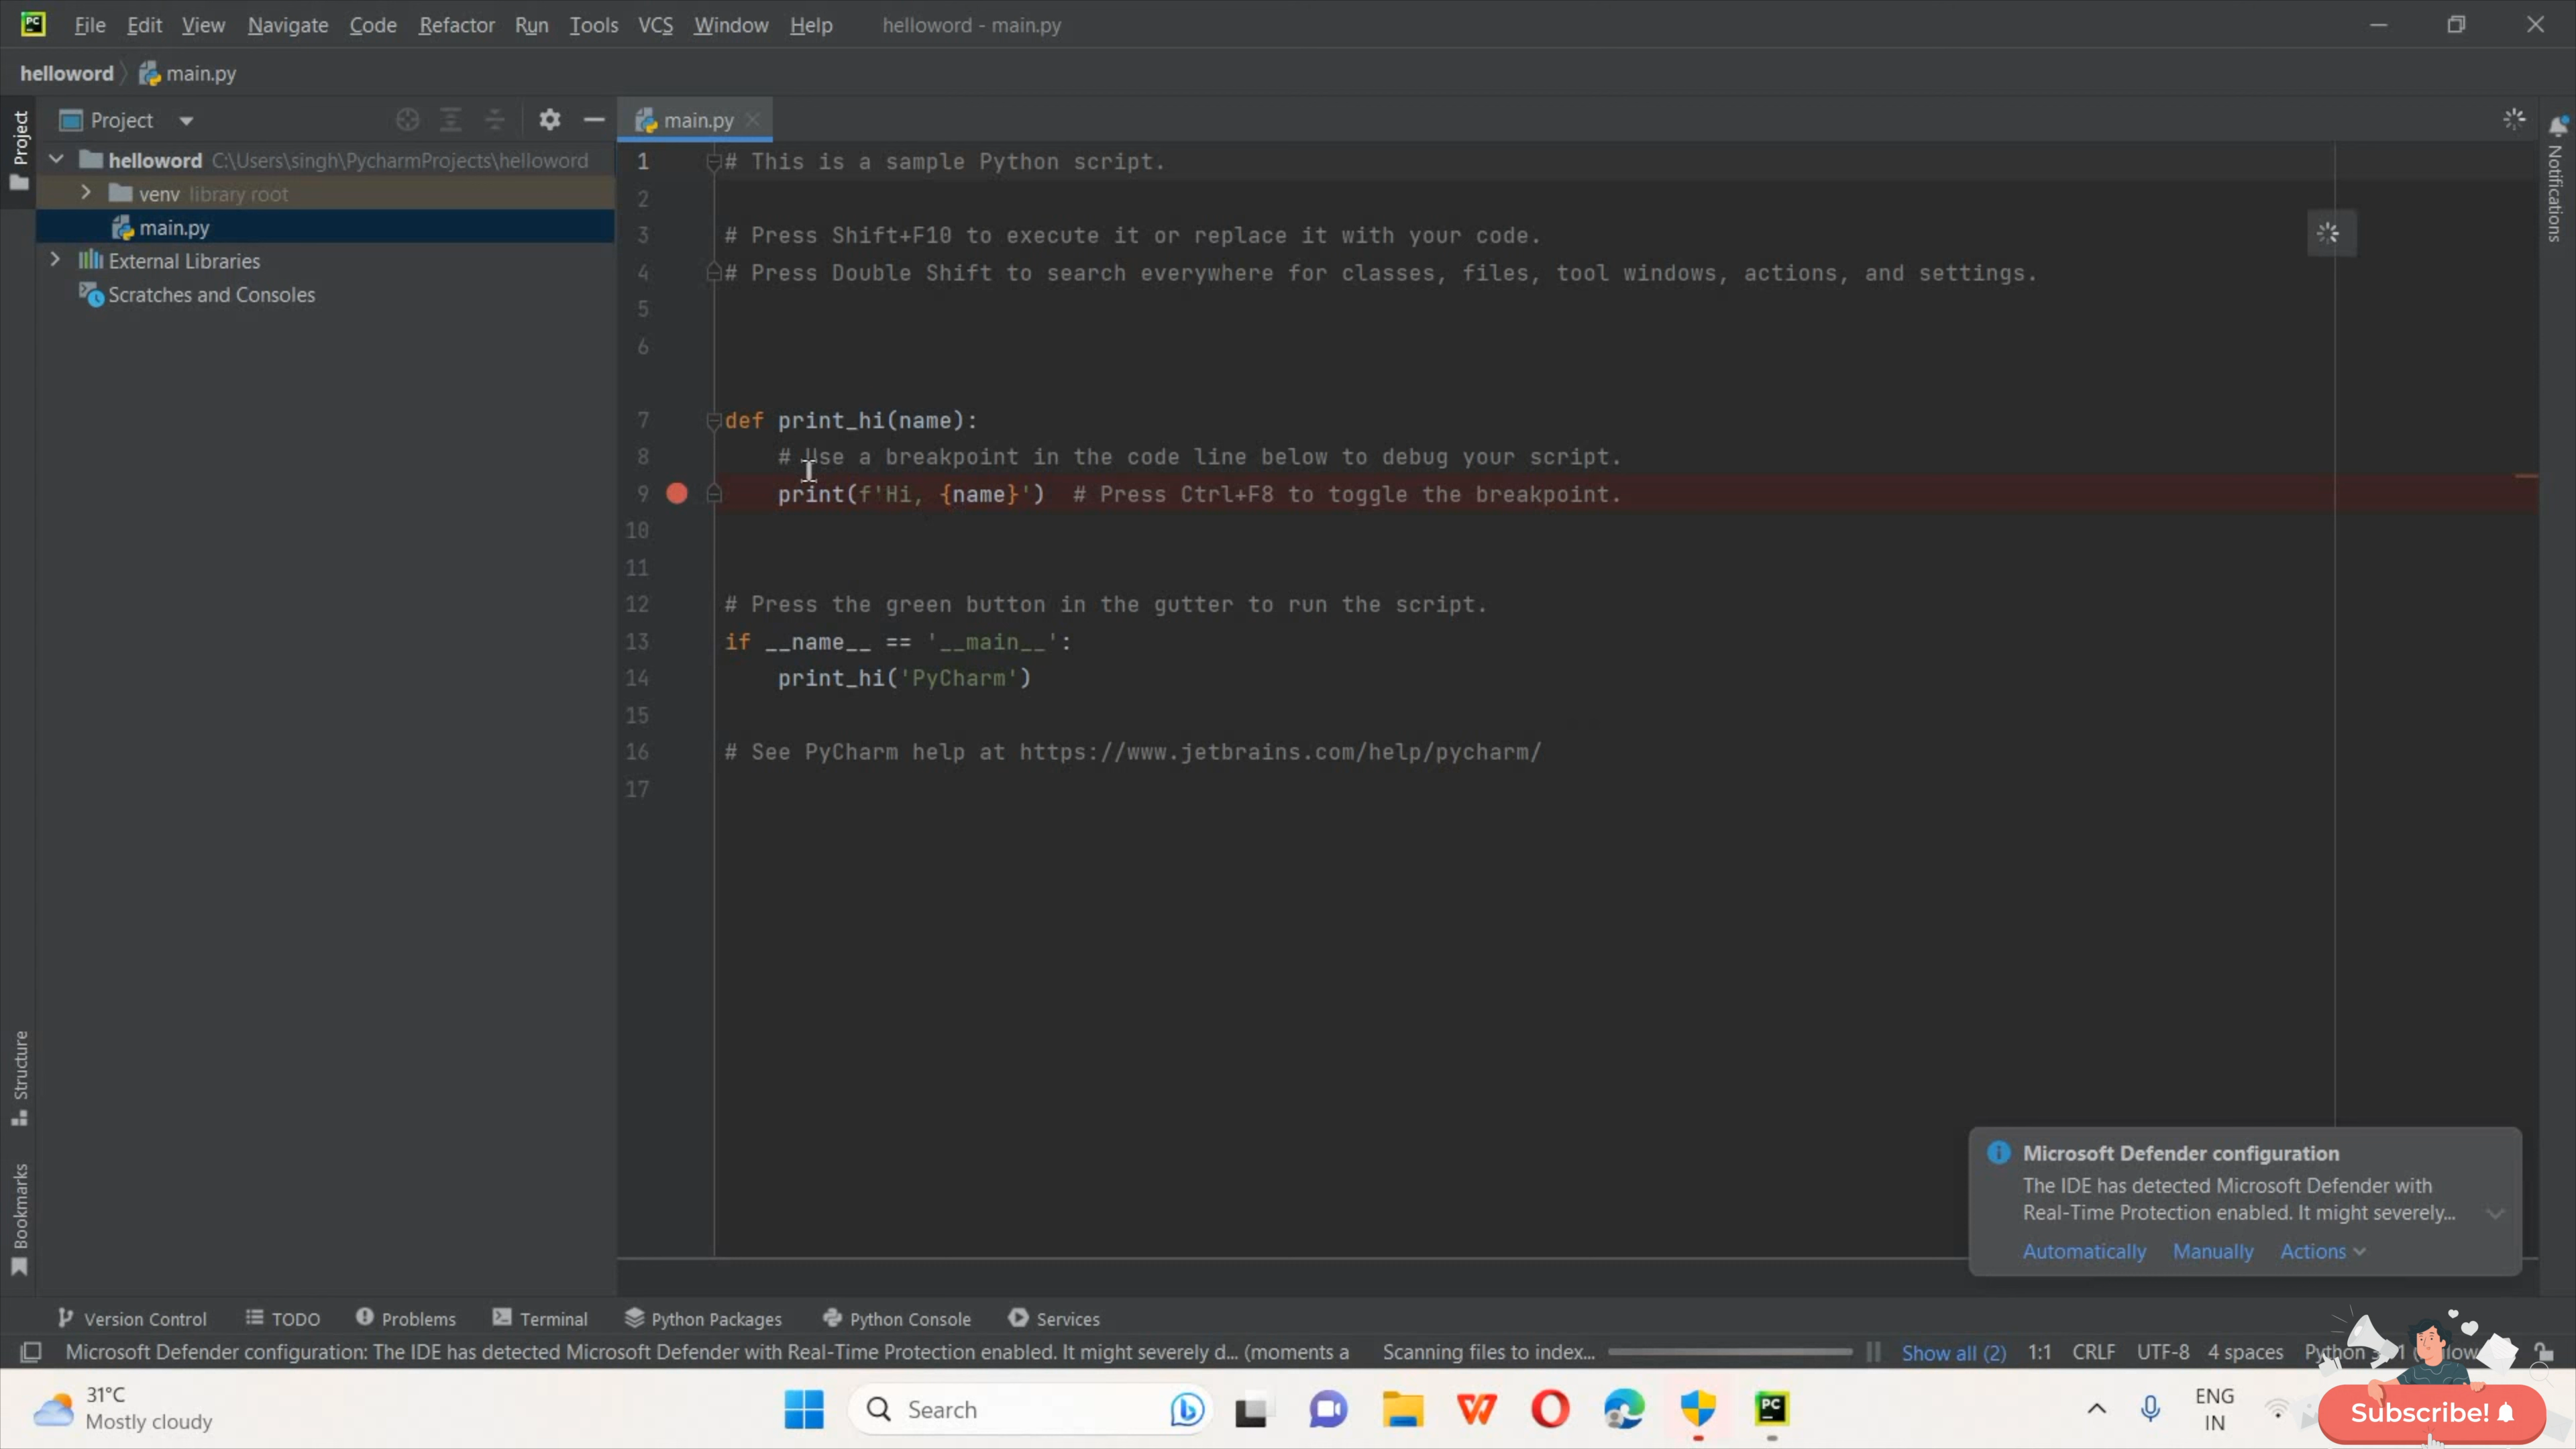 PC File Edit View Navigate Code Refactor Run Tools VCS Window Help helloword - main.py
helloword main.py
Project
Project
main.py
Notifications
helloword C:\Users\singh\PycharmProjects\helloword
venv library root
main.py
External Libraries
Scratches and Consoles
1 # This is a sample Python script.
2
3 # Press Shift+F10 to execute it or replace it with your code.
4 # Press Double Shift to search everywhere for classes, files, tool windows, actions, and settings.
5
6
7 def print_hi(name):
8 # Use a breakpoint in the code line below to debug your script.
9 print(f'Hi, {name}') # Press Ctrl+F8 to toggle the breakpoint.
10
11
12 # Press the green button in the gutter to run the script.
13 if __name__ == '__main__':
14 print_hi('PyCharm')
15
16 # See PyCharm help at https://www.jetbrains.com/help/pycharm/
17
Structure
Bookmarks
Microsoft Defender configuration
The IDE has detected Microsoft Defender with
Real-Time Protection enabled. It might severely...
Automatically Manually Actions
Version Control TODO Problems Terminal Python Packages Python Console Services
Microsoft Defender configuration: The IDE has detected Microsoft Defender with Real-Time Protection enabled. It might severely d... (moments a Scanning files to index... Show all (2) 1:1 CRLF UTF-8 4 spaces Python
31°C
Mostly cloudy
Search
PC
ENG
IN
Subscribe!